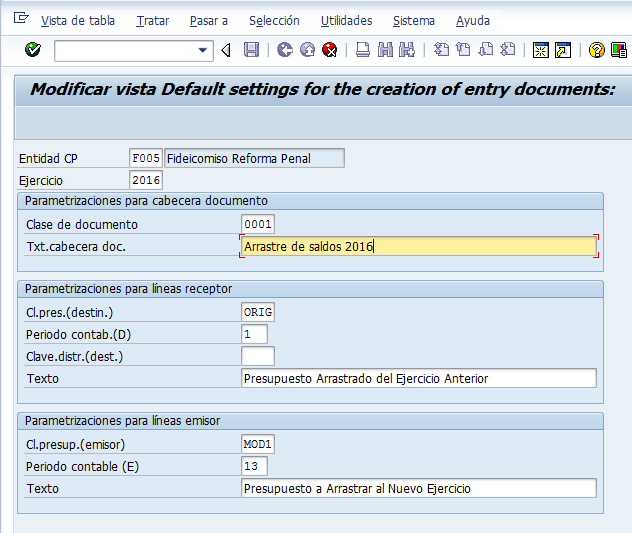 Vista de tabla Tratar Pasar a Selección Utilidades Sistema Ayuda
Modificar vista Default settings for the creation of entry documents:
Entidad CP F005 Fideicomiso Reforma Penal
Ejercicio 2016
Parametrizaciones para cabecera documento
Clase de documento 0001
Txt.cabecera doc. Arrastre de saldos 2016
Parametrizaciones para líneas receptor
Cl.pres.(destin.) ORIG
Periodo contab.(D) 1
Clave.distr.(dest.)
Texto Presupuesto Arrastrado del Ejercicio Anterior
Parametrizaciones para líneas emisor
Cl.presup.(emisor) MOD1
Periodo contable (E) 13
Texto Presupuesto a Arrastrar al Nuevo Ejercicio